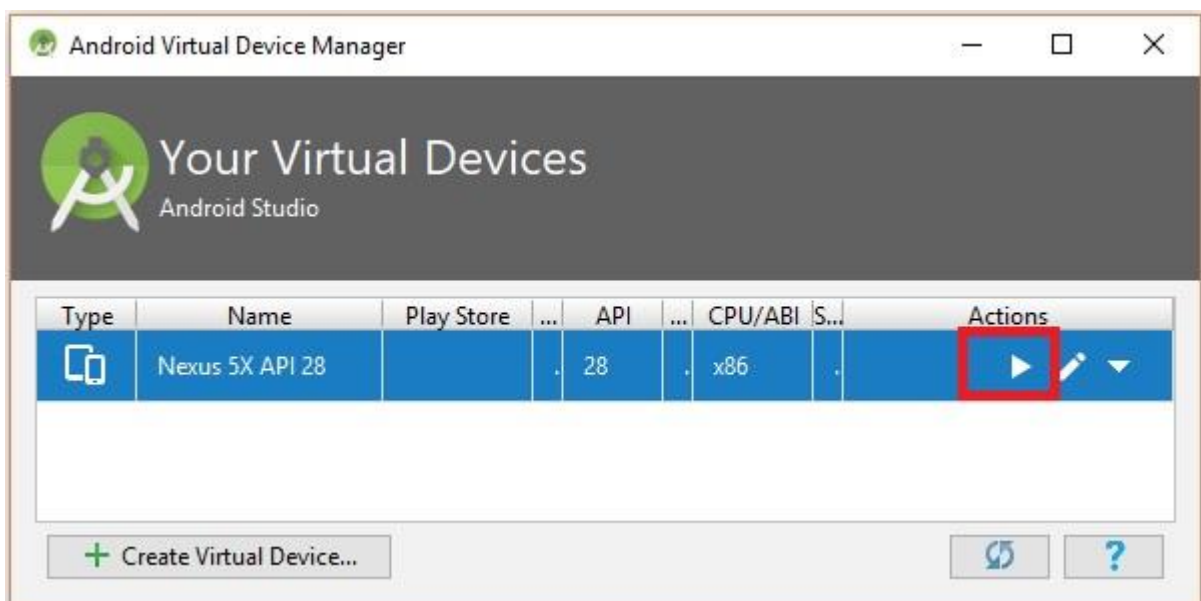 Android Virtual Device Manager
Your Virtual Devices
Android Studio
Type Name Play Store ... API ... CPU/ABI S... Actions
Nexus 5X API 28 . 28 . x86 .
+ Create Virtual Device... ?